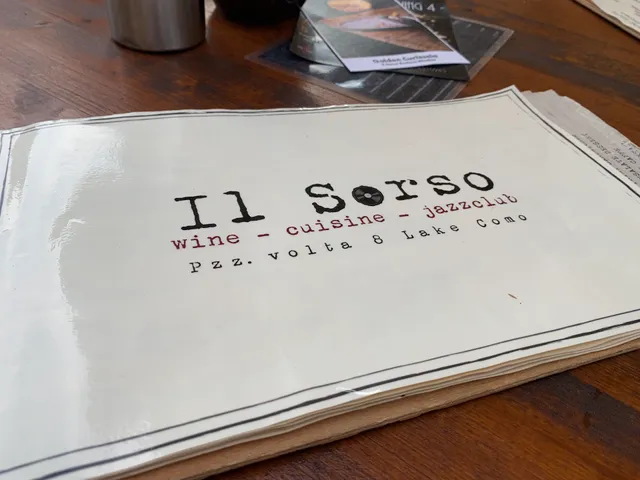 Il Sorso
wine - cuisine - jazzclub
Pzz. volta 8 Lake Como